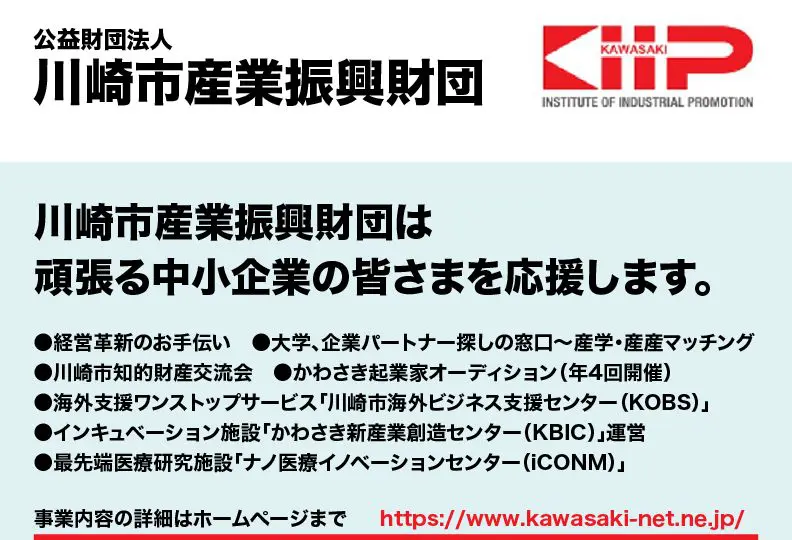 公益財団法人
川崎市産業振興財団
KAWASAKI
KIIP
INSTITUTE OF INDUSTRIAL PROMOTION
川崎市産業振興財団は
頑張る中小企業の皆さまを応援します。
●経営革新のお手伝い ●大学、企業パートナー探しの窓口〜産学・産産マッチング
●川崎市知的財産交流会 ●かわさき起業家オーディション（年4回開催）
●海外支援ワンストップサービス「川崎市海外ビジネス支援センター（KOBS）」
●インキュベーション施設「かわさき新産業創造センター（KBIC）」運営
●最先端医療研究施設「ナノ医療イノベーションセンター（iCONM）」
事業内容の詳細はホームページまで https://www.kawasaki-net.ne.jp/